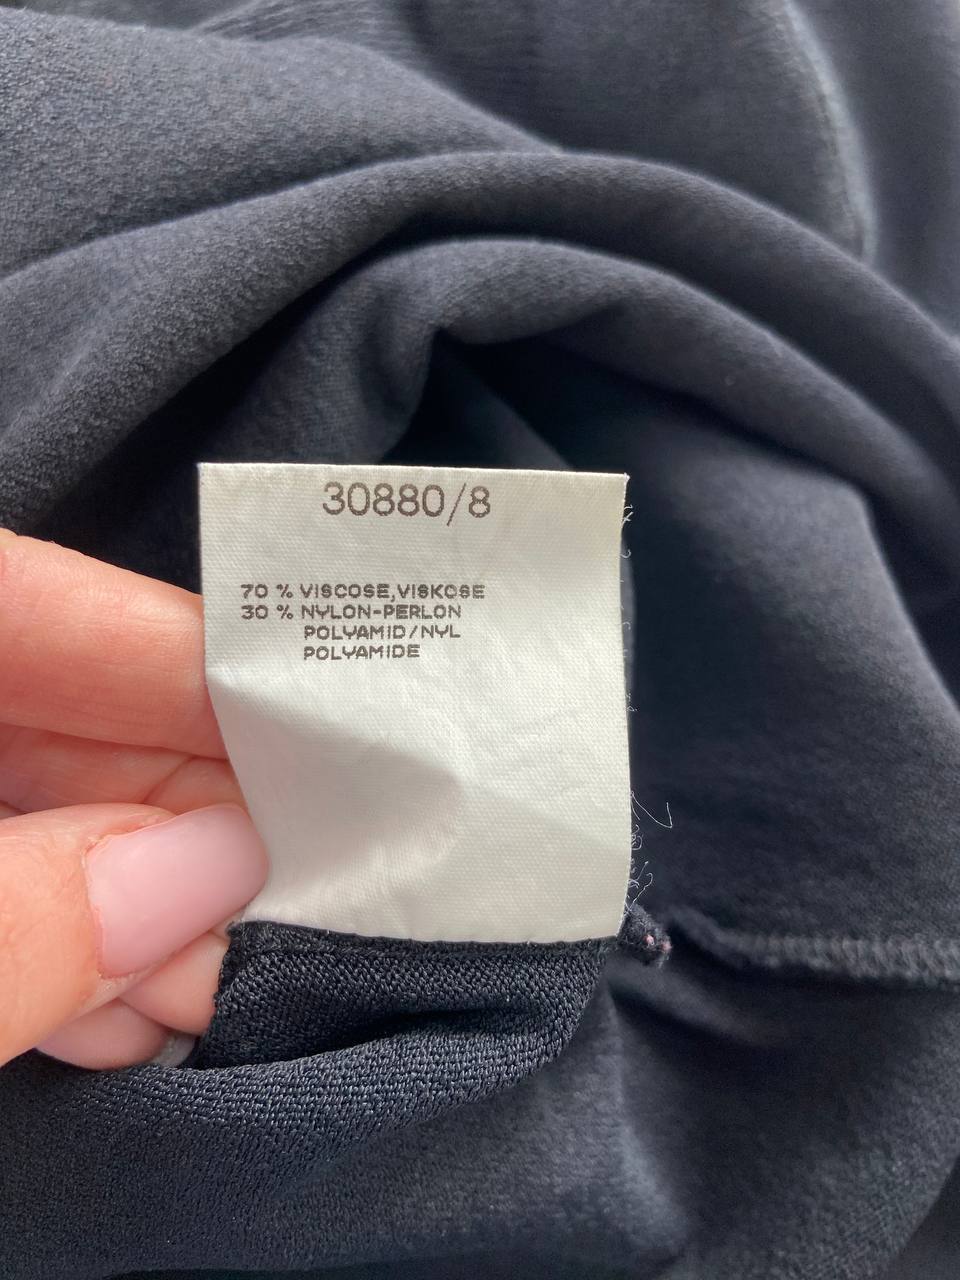 30880/8
70 % VISCOSE,VISKOSE
30 % NYLON-PERLON
POLYAMID/NYL
POLYAMIDE